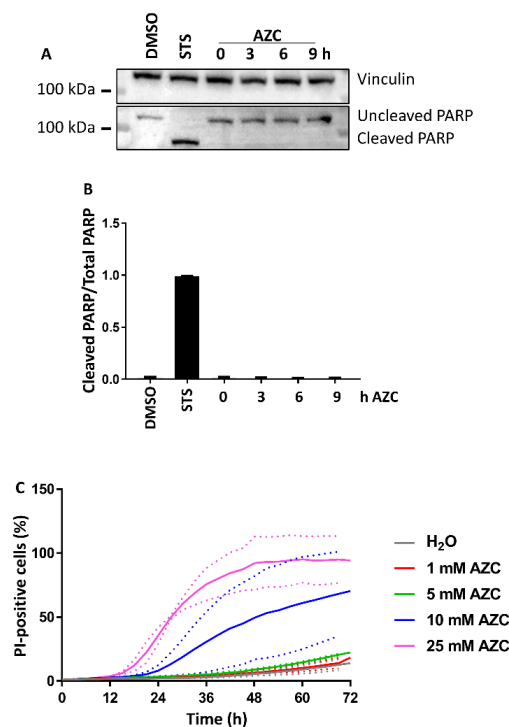 A
DMSO
STS
AZC
0 3 6 9 h
100 kDa
Vinculin
100 kDa
Uncleaved PARP
Cleaved PARP
B
Cleaved PARP/Total PARP
1.5
1.0
0.5
0.0
DMSO
STS
0 3 6 9 h AZC
C
PI-positive cells (%)
150
100
50
0
0 12 24 36 48 60 72
Time (h)
H₂O
1 mM AZC
5 mM AZC
10 mM AZC
25 mM AZC